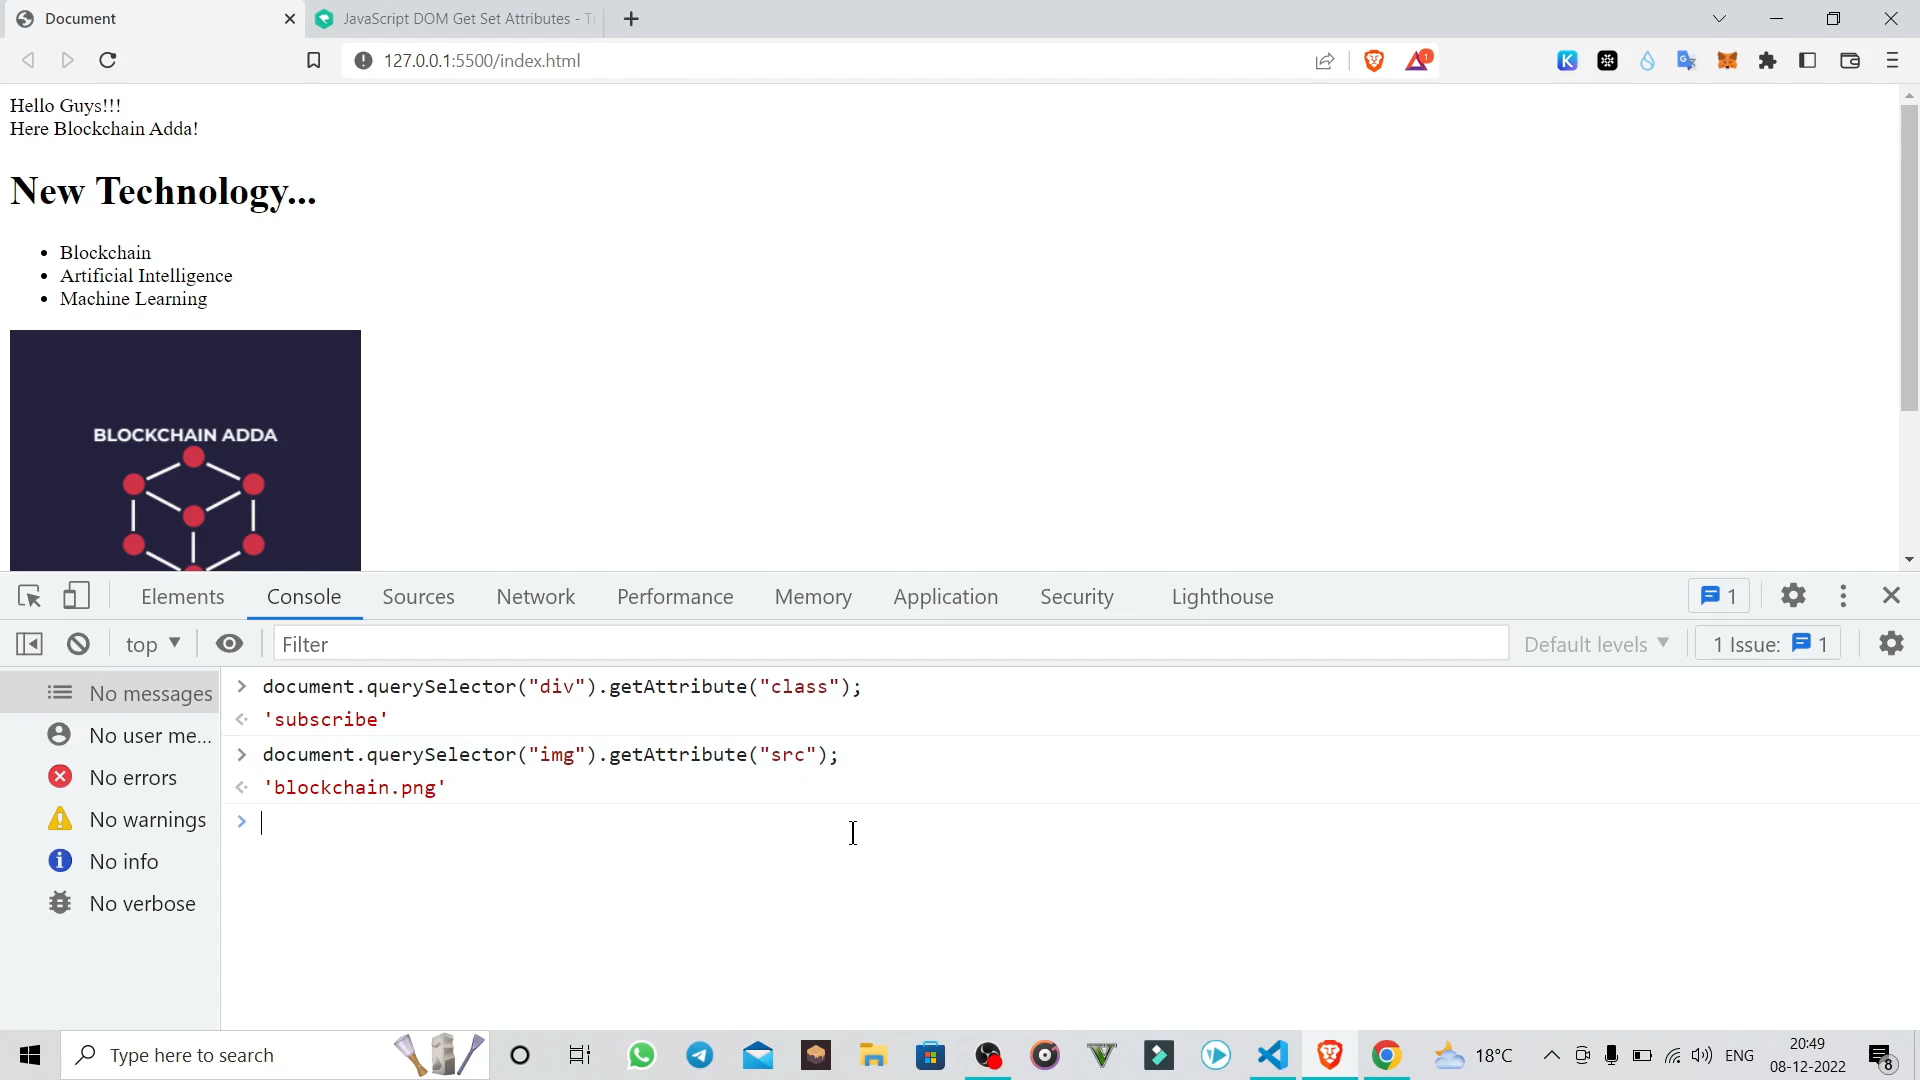 Document
JavaScript DOM Get Set Attributes - Tu
127.0.0.1:5500/index.html
K
1
Hello Guys!!!
Here Blockchain Adda!
New Technology...
Blockchain
Artificial Intelligence
Machine Learning
BLOCKCHAIN ADDA
Elements
Console
Sources
Network
Performance
Memory
Application
Security
Lighthouse
1
top
Filter
Default levels
1 Issue: 1
No messages
No user me...
No errors
No warnings
No info
No verbose
document.querySelector("div").getAttribute("class");
'subscribe'
document.querySelector("img").getAttribute("src");
'blockchain.png'
Type here to search
18°C
ENG
20:49
08-12-2022
8